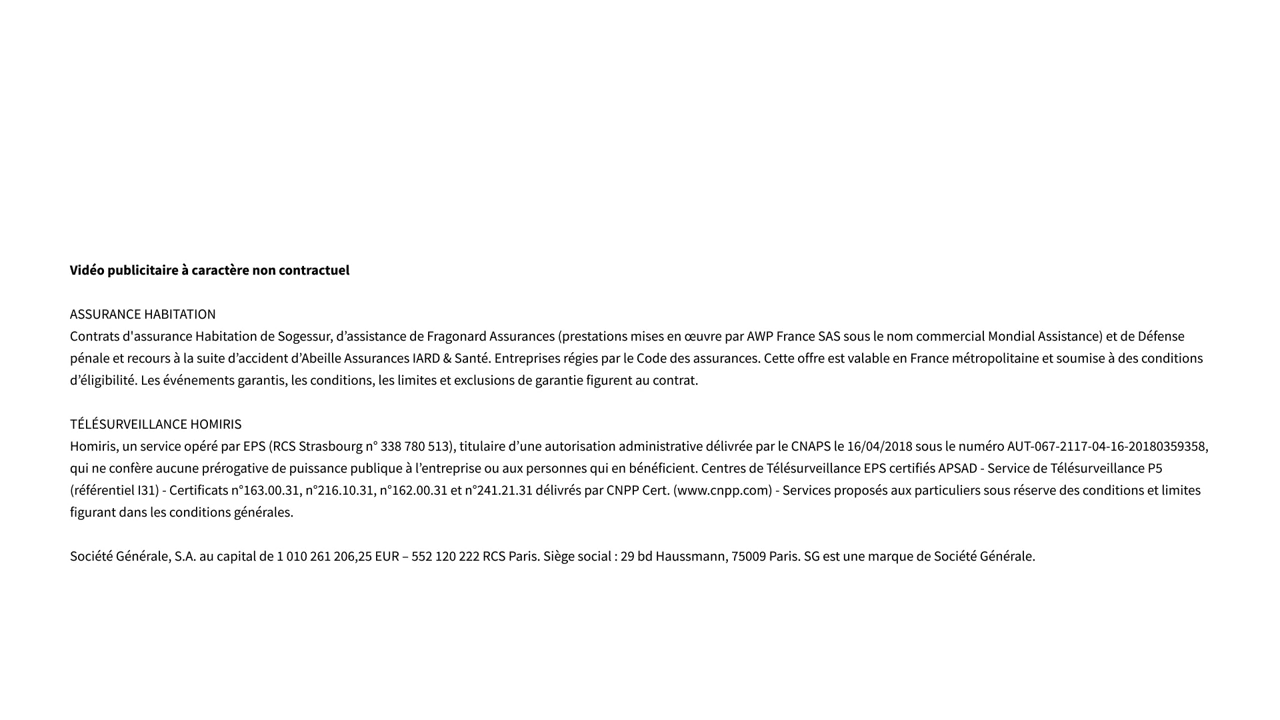 Vidéo publicitaire à caractère non contractuel
ASSURANCE HABITATION
Contrats d'assurance Habitation de Sogessur, d’assistance de Fragonard Assurances (prestations mises en œuvre par AWP France SAS sous le nom commercial Mondial Assistance) et de Défense
pénale et recours à la suite d’accident d’Abeille Assurances IARD & Santé. Entreprises régies par le Code des assurances. Cette offre est valable en France métropolitaine et soumise à des conditions
d’éligibilité. Les événements garantis, les conditions, les limites et exclusions de garantie figurent au contrat.
TÉLÉSURVEILLANCE HOMIRIS
Homiris, un service opéré par EPS (RCS Strasbourg n° 338 780 513), titulaire d’une autorisation administrative délivrée par le CNAPS le 16/04/2018 sous le numéro AUT-067-2117-04-16-20180359358,
qui ne confère aucune prérogative de puissance publique à l’entreprise ou aux personnes qui en bénéficient. Centres de Télésurveillance EPS certifiés APSAD - Service de Télésurveillance P5
(référentiel I31) - Certificats n°163.00.31, n°216.10.31, n°162.00.31 et n°241.21.31 délivrés par CNPP Cert. (www.cnpp.com) - Services proposés aux particuliers sous réserve des conditions et limites
figurant dans les conditions générales.
Société Générale, S.A. au capital de 1 010 261 206,25 EUR – 552 120 222 RCS Paris. Siège social : 29 bd Haussmann, 75009 Paris. SG est une marque de Société Générale.